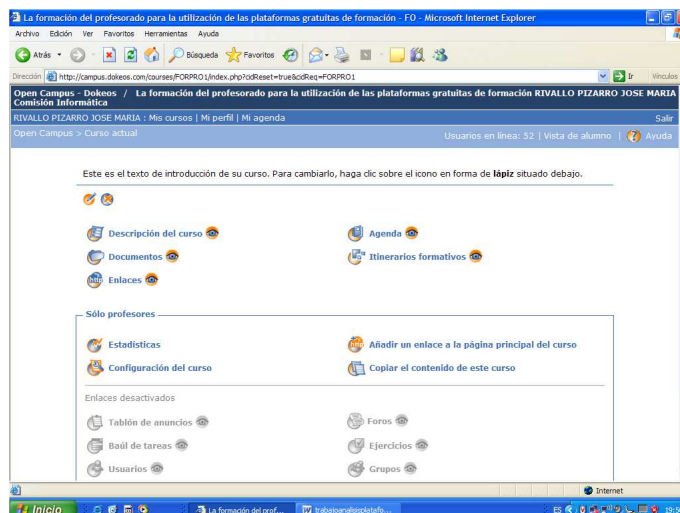 La formación del profesorado para la utilización de las plataformas gratuitas de formación - FO - Microsoft Internet Explorer
Archivo Edición Ver Favoritos Herramientas Ayuda
Atrás Búsqueda Favoritos
Dirección http://campus.dokeos.com/courses/FORPRO1/index.php?cidReset=true&cidReq=FORPRO1 Ir Vínculos
Open Campus - Dokeos / La formación del profesorado para la utilización de las plataformas gratuitas de formación RIVALLO PIZARRO JOSE MARIA
Comisión Informática
RIVALLO PIZARRO JOSE MARIA : Mis cursos | Mi perfil | Mi agenda Salir
Open Campus > Curso actual Usuarios en línea: 52 | Vista de alumno | Ayuda
Este es el texto de introducción de su curso. Para cambiarlo, haga clic sobre el icono en forma de lápiz situado debajo.
Descripción del curso Agenda
Documentos Itinerarios formativos
http Enlaces
Sólo profesores
Estadísticas http Añadir un enlace a la página principal del curso
Configuración del curso Copiar el contenido de este curso
Enlaces desactivados
Tablón de anuncios Foros
Baúl de tareas Ejercicios
Usuarios Grupos
Internet
Inicio La formación del prof... trabajoanalisisplatafo... ES 19:50